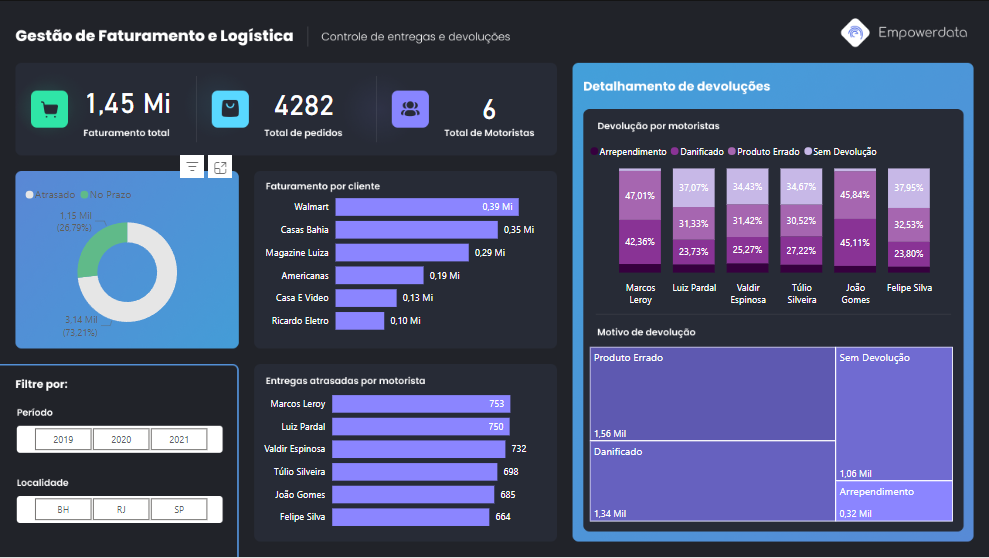 Gestão de Faturamento e Logística
Controle de entregas e devoluções
Empowerdata
1,45 Mi
Faturamento total
4282
Total de pedidos
6
Total de Motoristas
Atrasado No Prazo
1.15 Mil
(26.79%)
3.14 Mil
(73.21%)
Faturamento por cliente
Walmart 0,39 Mi
Casas Bahia 0,35 Mi
Magazine Luiza 0,29 Mi
Americanas 0,19 Mi
Casa E Video 0,13 Mi
Ricardo Eletro 0,10 Mi
Filtre por:
Período
2019 2020 2021
Localidade
BH RJ SP
Entregas atrasadas por motorista
Marcos Leroy 753
Luiz Pardal 750
Valdir Espinosa 732
Túlio Silveira 698
João Gomes 685
Felipe Silva 664
Detalhamento de devoluções
Devolução por motoristas
Arrependimento Danificado Produto Errado Sem Devolução
47,01% 37,07% 34,43% 34,67% 45,84% 37,95%
31,33% 31,42% 30,52% 32,53%
42,36% 23,73% 25,27% 27,22% 45,11% 23,80%
Marcos Luiz Pardal Valdir Túlio João Felipe Silva
Leroy Espinosa Silveira Gomes
Motivo de devolução
Produto Errado
1,56 Mil
Danificado
1,34 Mil
Sem Devolução
1,06 Mil
Arrependimento
0,32 Mil